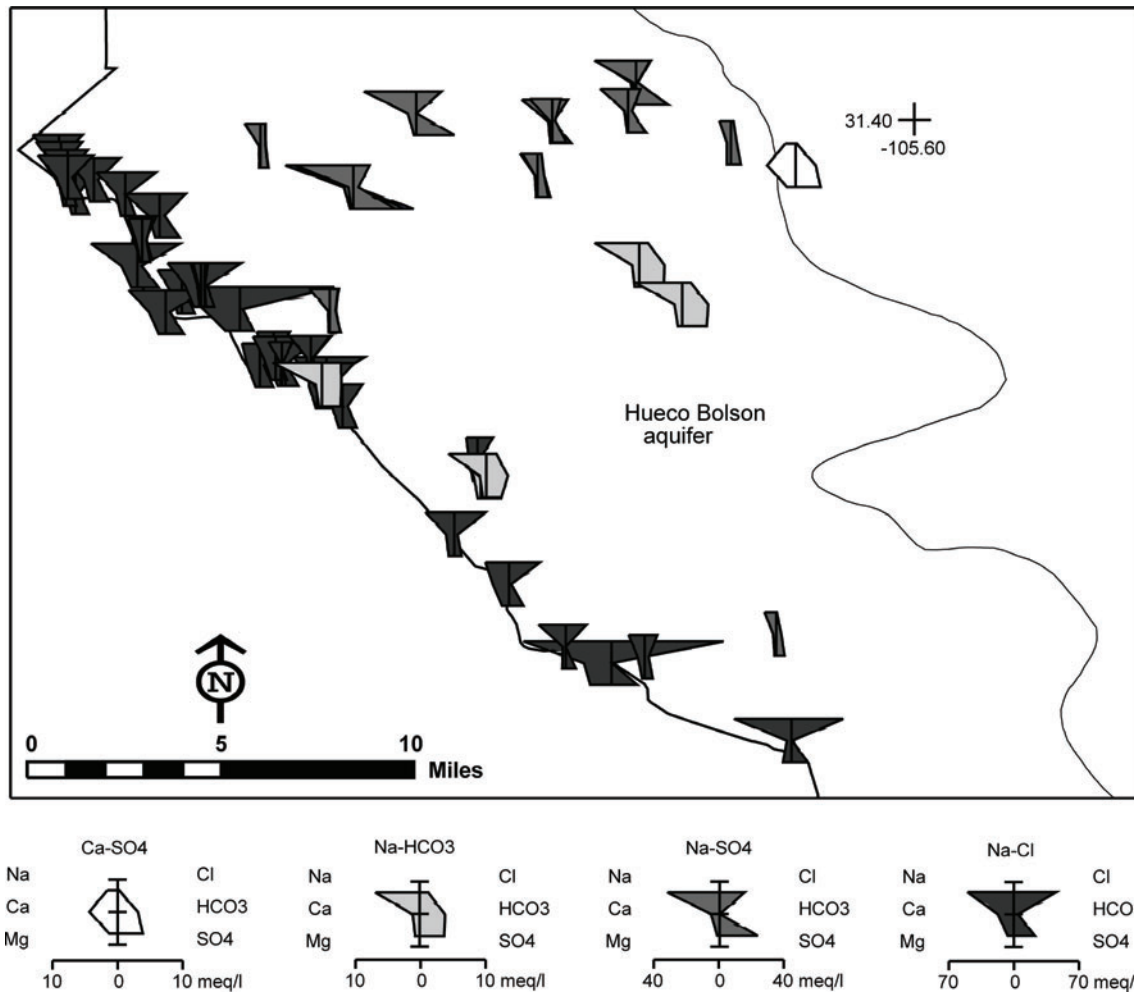 31.40
-105.60
Hueco Bolson
aquifer
N
0 5 10
Miles
Ca-SO4 Na-HCO3 Na-SO4 Na-Cl
Na Cl Na Cl Na Cl Na Cl
Ca HCO3 Ca HCO3 Ca HCO3 Ca HCO
Mg SO4 Mg SO4 Mg SO4 Mg SO4
10 0 10 meq/l 10 0 10 meq/l 40 0 40 meq/l 70 0 70 meq/